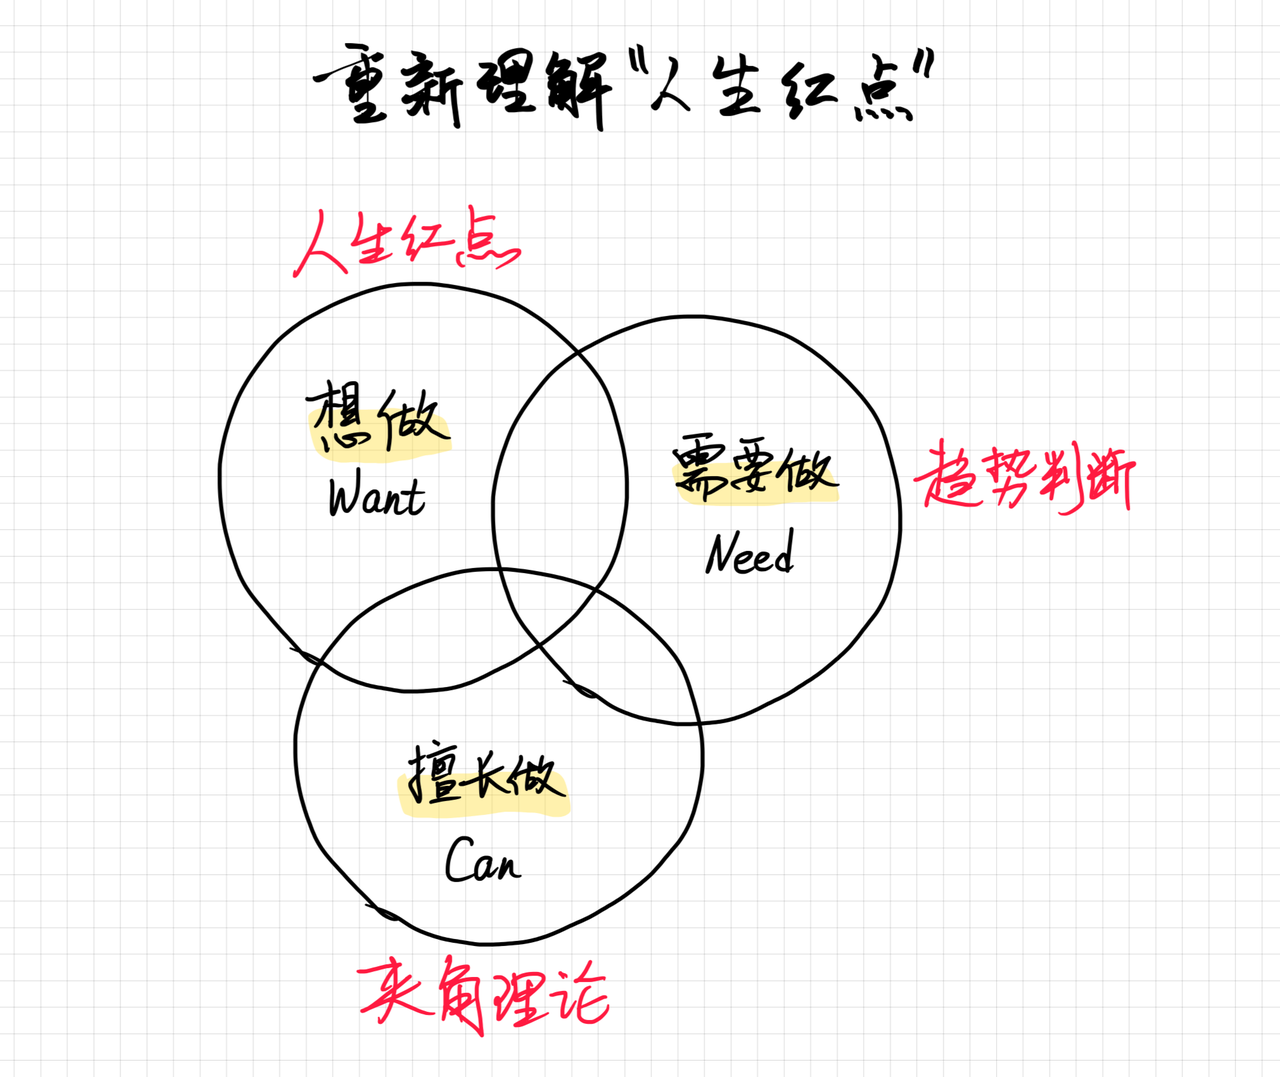 重新理解“人生红点”
人生红点
想做
Want
需要做
Need
趋势判断
擅长做
Can
夹角理论